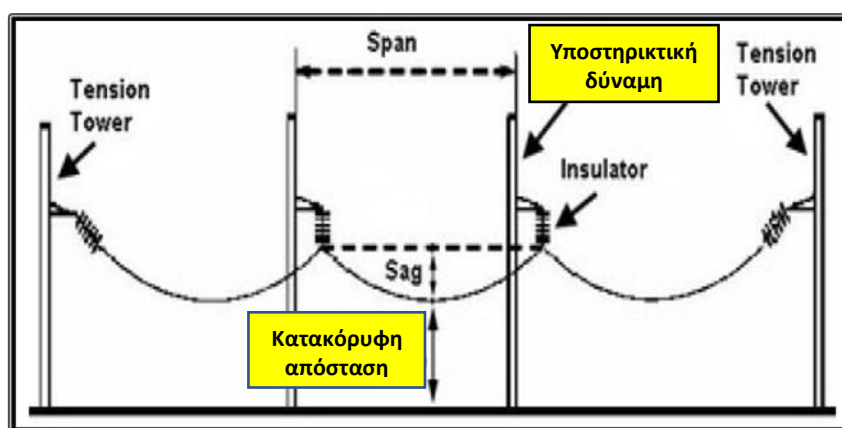 Span
Υποστηρικτική
δύναμη
Tension
Tower
Tension
Tower
Insulator
Sag
Κατακόρυφη
απόσταση